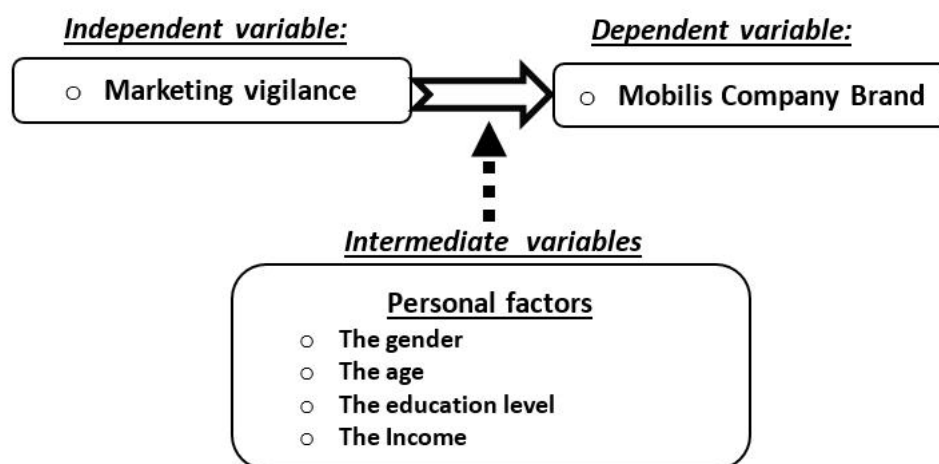 Independent variable:
Dependent variable:
o Marketing vigilance
o Mobilis Company Brand
Intermediate variables
Personal factors
o The gender
o The age
o The education level
o The Income